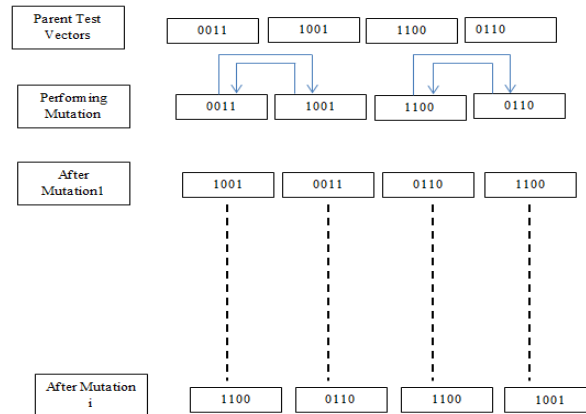 Parent Test
Vectors
0011 1001 1100 0110
Performing
Mutation
0011 1001 1100 0110
After
Mutation1
1001 0011 0110 1100
After Mutation
i
1100 0110 1100 1001